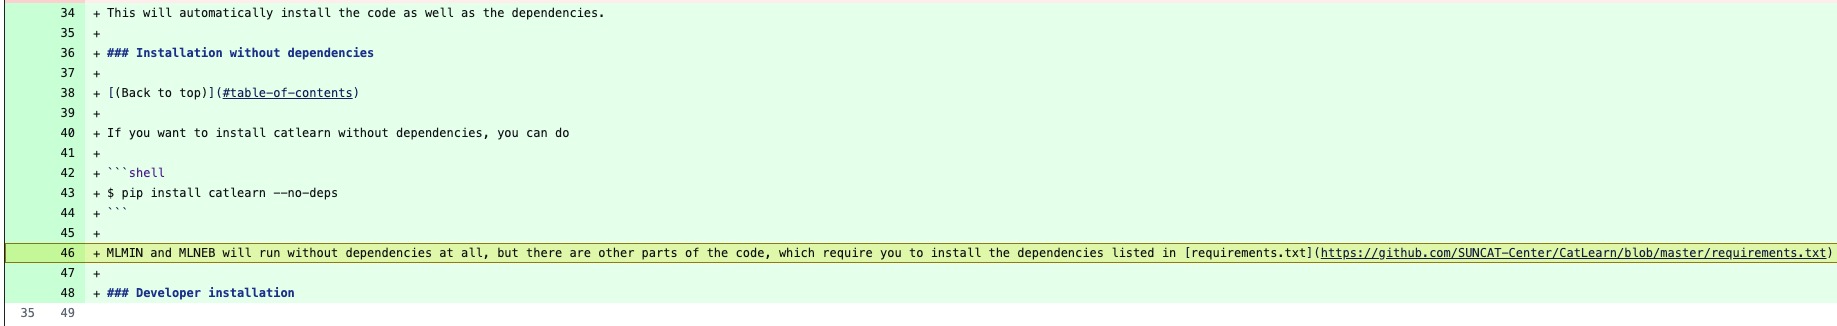 34 + This will automatically install the code as well as the dependencies.
35 +
36 + ### Installation without dependencies
37 +
38 + [(Back to top)](#table-of-contents)
39 +
40 + If you want to install catlearn without dependencies, you can do
41 +
42 + ```shell
43 + $ pip install catlearn --no-deps
44 + ```
45 +
46 + MLMIN and MLNEB will run without dependencies at all, but there are other parts of the code, which require you to install the dependencies listed in [requirements.txt](https://github.com/SUNCAT-Center/CatLearn/blob/master/requirements.txt)
47 +
48 + ### Developer installation
35 49